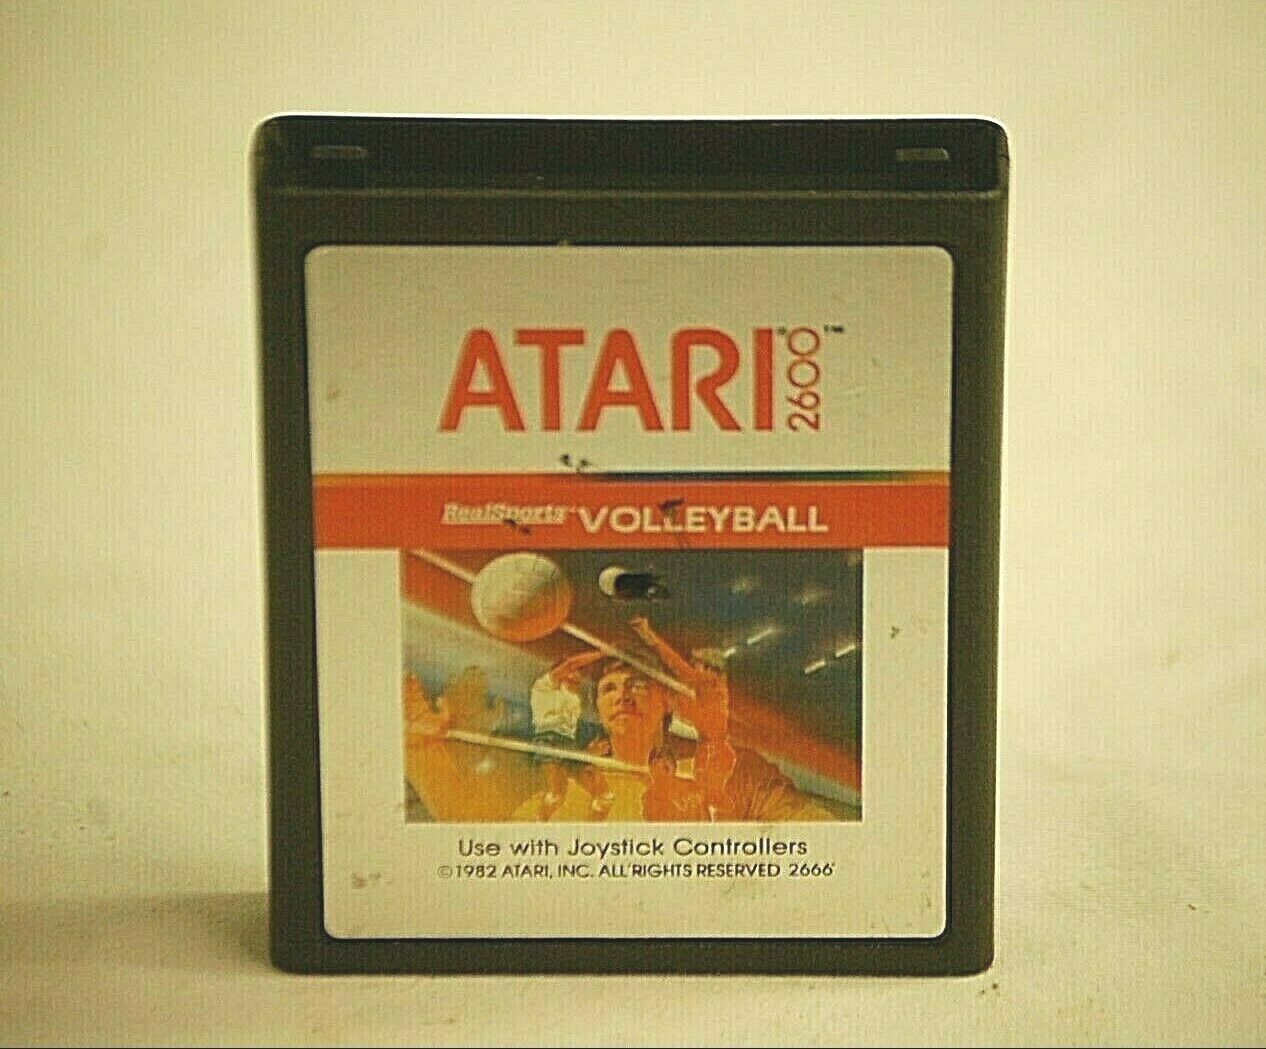 ATARI® 2600™
RealSports™ VOLLEYBALL
Use with Joystick Controllers
©1982 ATARI, INC. ALL RIGHTS RESERVED 2666